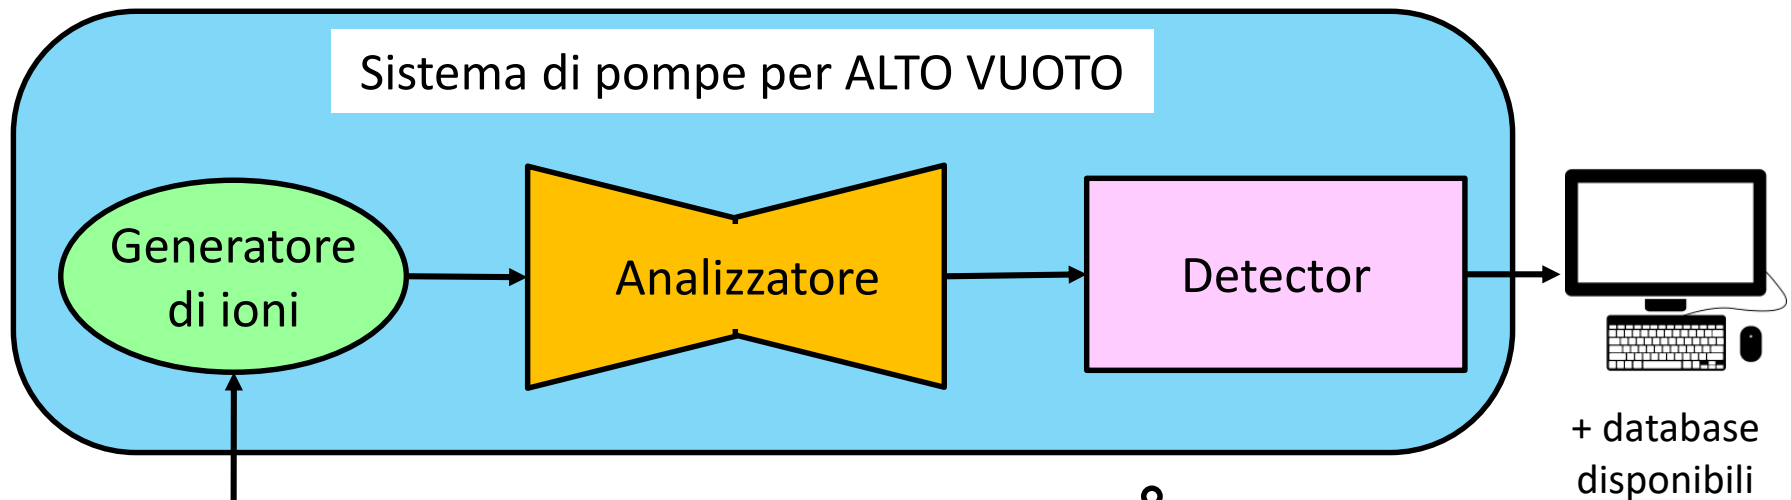 Sistema di pompe per ALTO VUOTO
Generatore
di ioni
Analizzatore
Detector
+ database
disponibili